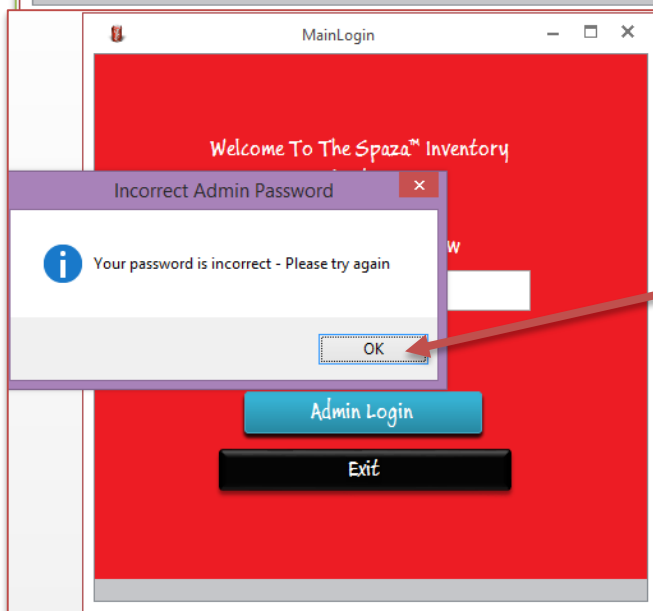 MainLogin
Welcome To The Spaza™ Inventory
Incorrect Admin Password
Your password is incorrect - Please try again
OK
Admin Login
Exit